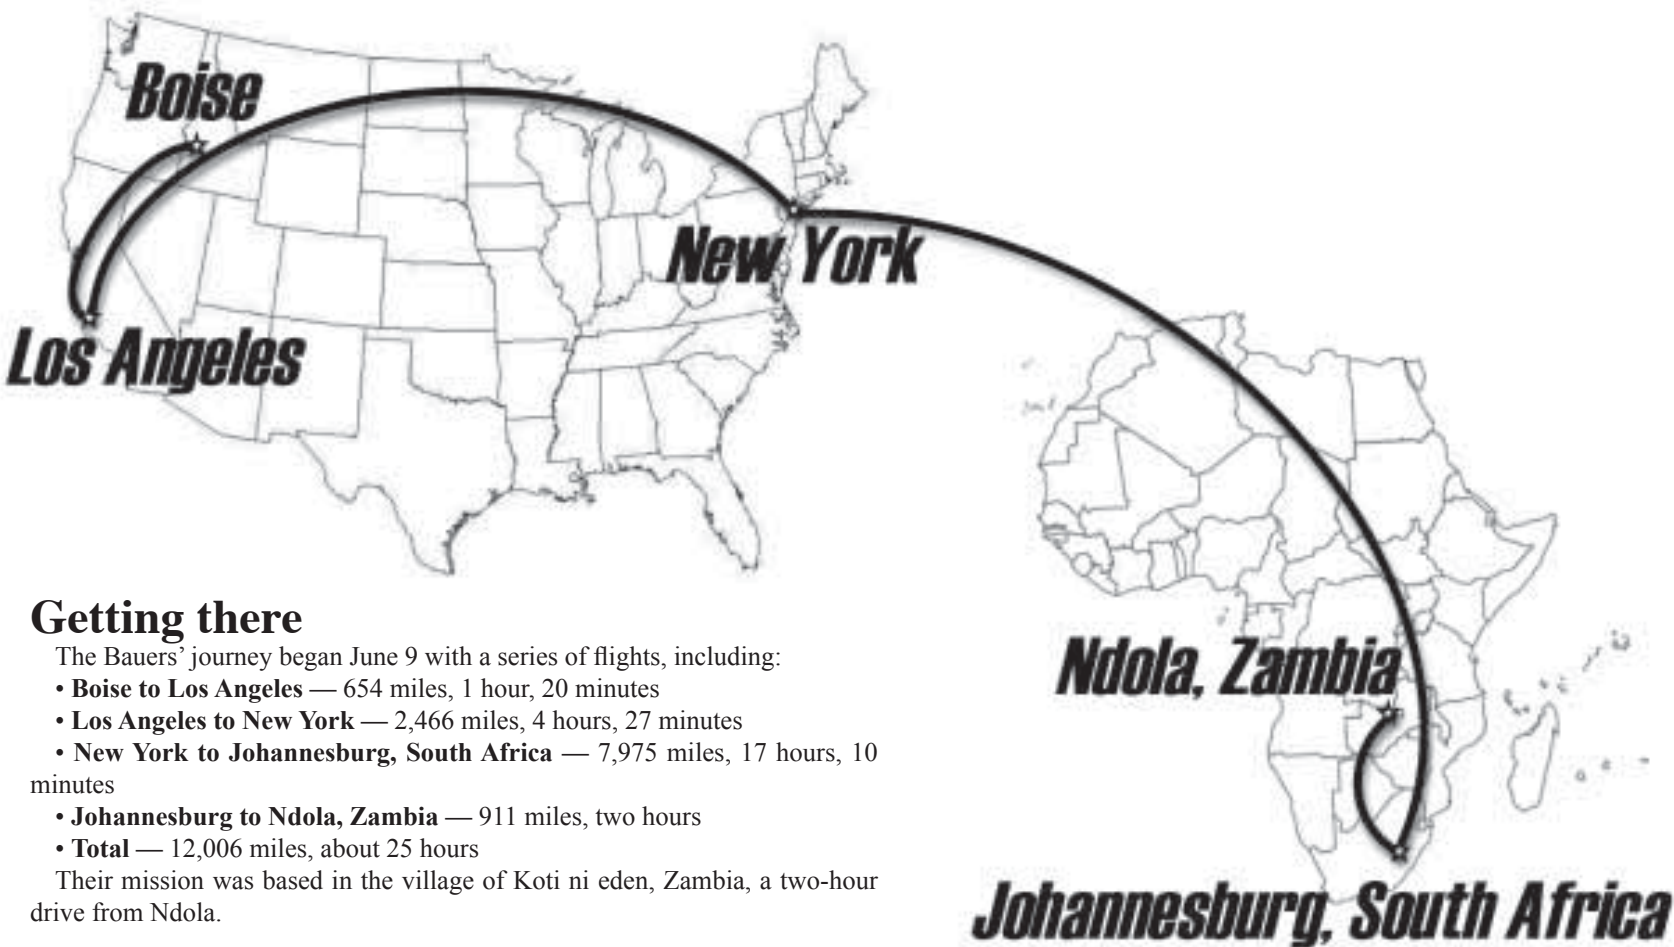 Boise
New York
Los Angeles
Ndola, Zambia
Johannesburg, South Africa
Getting there
The Bauers' journey began June 9 with a series of flights, including:
• Boise to Los Angeles — 654 miles, 1 hour, 20 minutes
• Los Angeles to New York — 2,466 miles, 4 hours, 27 minutes
• New York to Johannesburg, South Africa — 7,975 miles, 17 hours, 10
minutes
• Johannesburg to Ndola, Zambia — 911 miles, two hours
• Total — 12,006 miles, about 25 hours
Their mission was based in the village of Koti ni eden, Zambia, a two-hour
drive from Ndola.